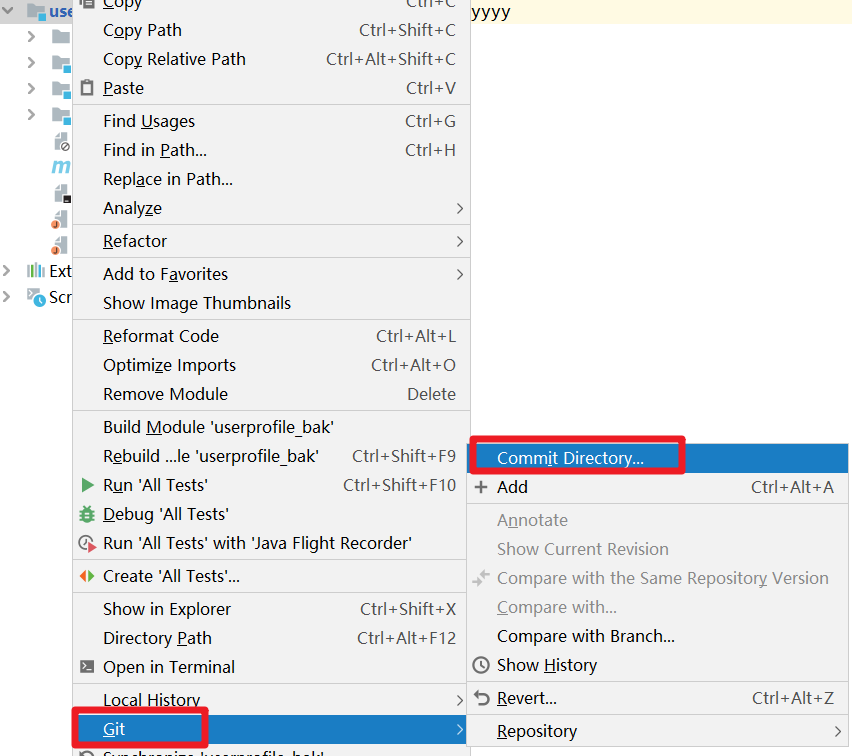 use
Copy Ctrl+C
yyyy
Copy Path Ctrl+Shift+C
Copy Relative Path Ctrl+Alt+Shift+C
Paste Ctrl+V
Find Usages Ctrl+G
Find in Path... Ctrl+H
m
Replace in Path...
Analyze
Refactor
Ext
Add to Favorites
Scr
Show Image Thumbnails
Reformat Code Ctrl+Alt+L
Optimize Imports Ctrl+Alt+O
Remove Module Delete
Build Module 'userprofile_bak'
Rebuild ...le 'userprofile_bak' Ctrl+Shift+F9
Run 'All Tests' Ctrl+Shift+F10
Debug 'All Tests'
Run 'All Tests' with 'Java Flight Recorder'
Create 'All Tests'...
Show in Explorer Ctrl+Shift+X
Directory Path Ctrl+Alt+F12
Open in Terminal
Local History
Git
Synchronize 'userprofile_bak'
Commit Directory...
Add Ctrl+Alt+A
Annotate
Show Current Revision
Compare with the Same Repository Version
Compare with...
Compare with Branch...
Show History
Revert... Ctrl+Alt+Z
Repository